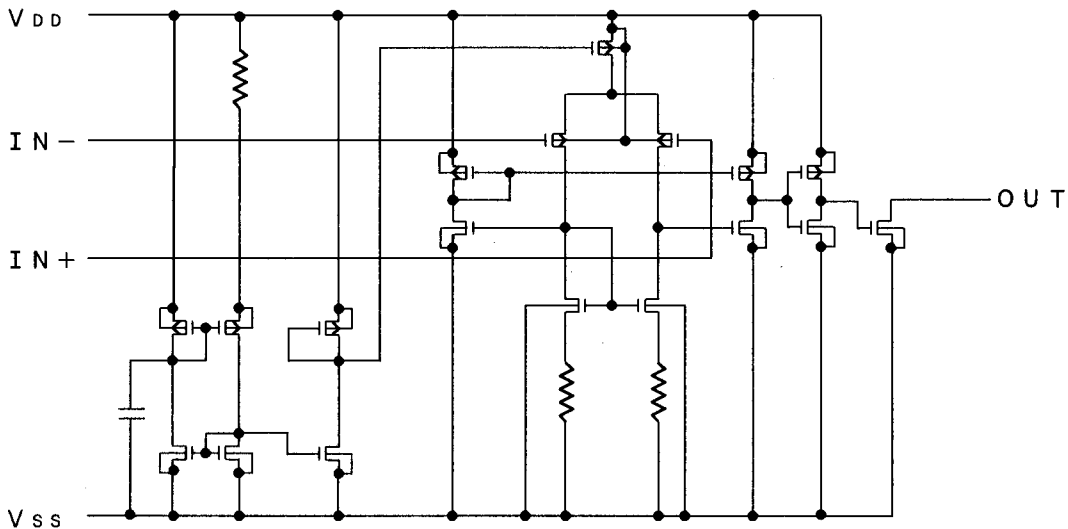 VDD
IN-
OUT
IN+
VSS